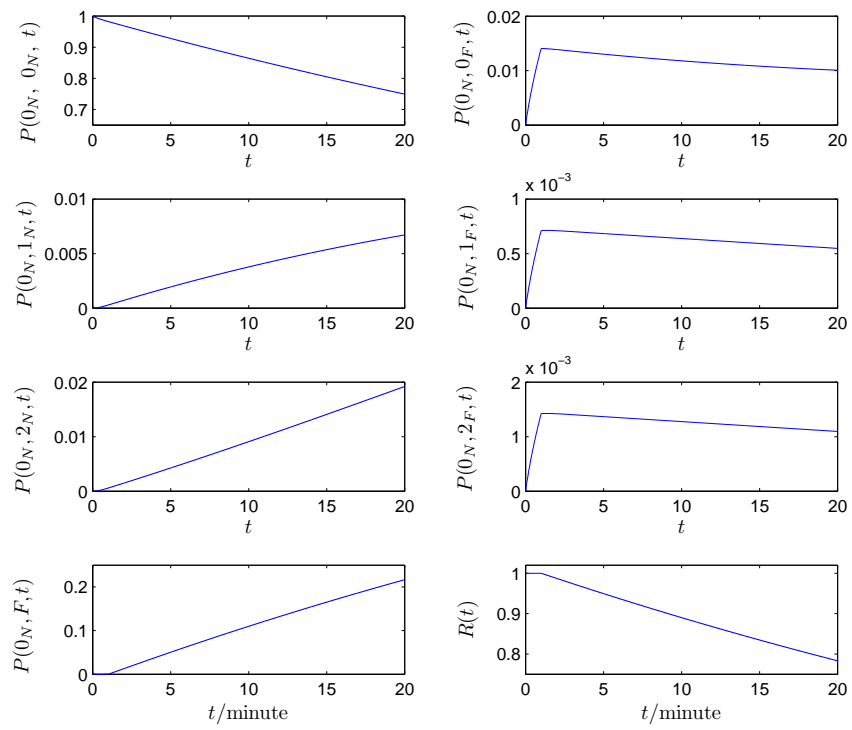 P(0_N, 0_N, t)
1
0.9
0.8
0.7
0 5 10 15 20
t
P(0_N, 0_F, t)
0.02
0.01
0
0 5 10 15 20
t
P(0_N, 1_N, t)
0.01
0.005
0
0 5 10 15 20
t
P(0_N, 1_F, t)
x 10^−3
1
0.5
0
0 5 10 15 20
t
P(0_N, 2_N, t)
0.02
0.01
0
0 5 10 15 20
t
P(0_N, 2_F, t)
x 10^−3
2
1
0
0 5 10 15 20
t
P(0_N, F, t)
0.2
0.1
0
0 5 10 15 20
t/minute
R(t)
1
0.9
0.8
0 5 10 15 20
t/minute